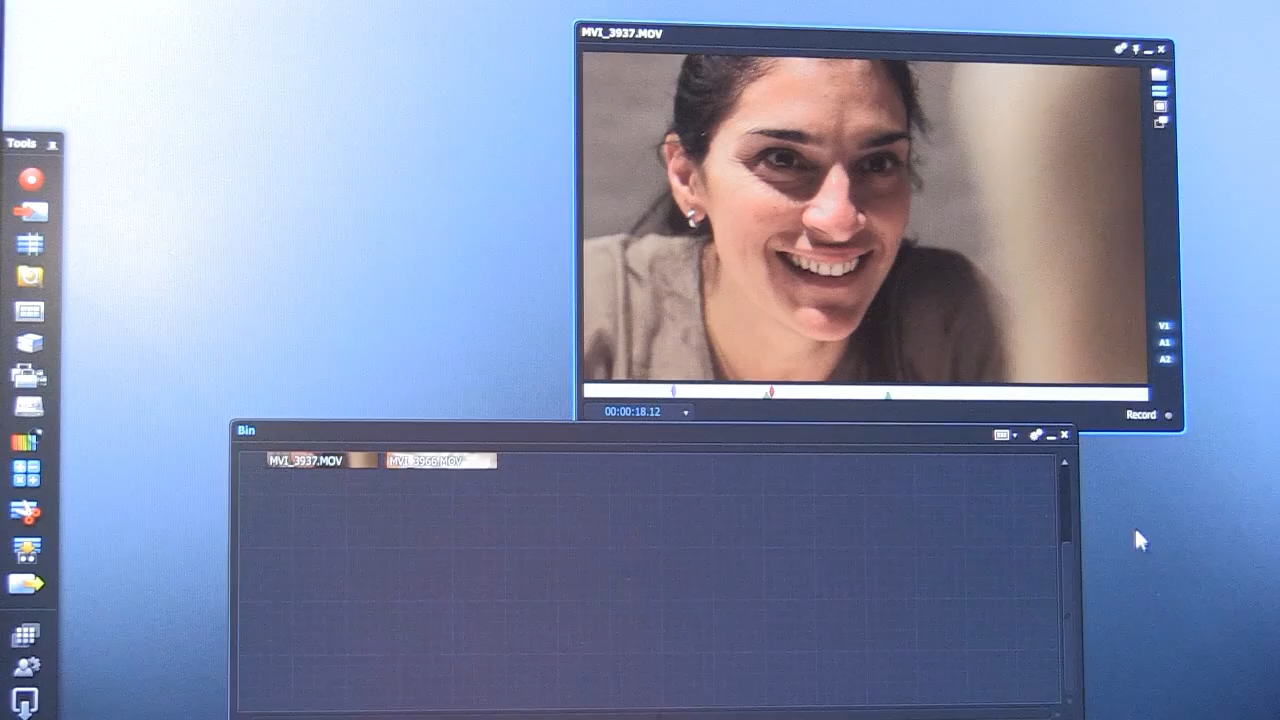 MVI_3937.MOV
Tools
V1
A1
A2
00:00:18.12
Record
Bin
MVI_3937.MOV
MVI_3966.MOV